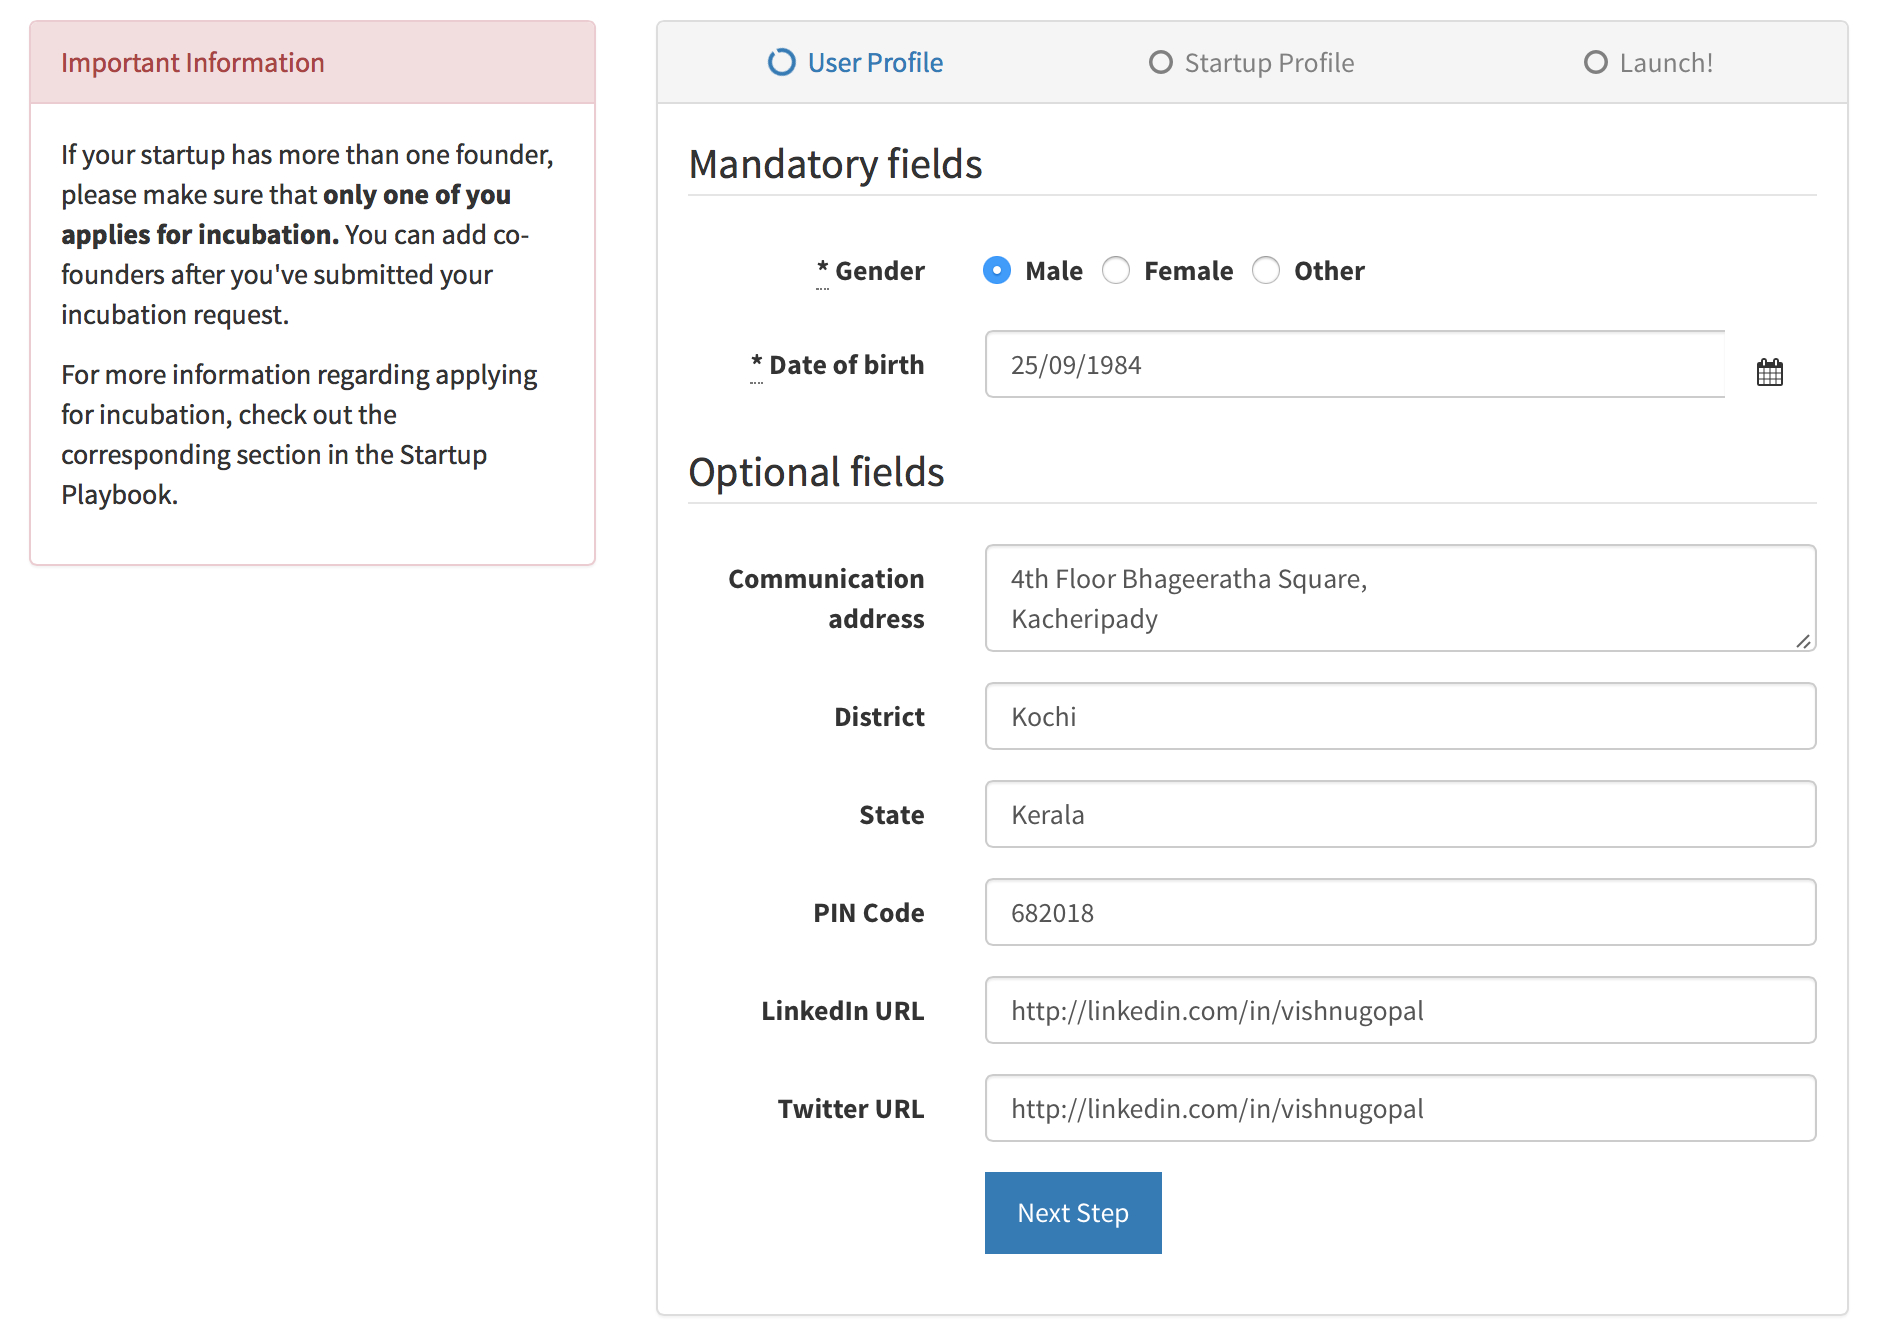 Important Information
If your startup has more than one founder,
please make sure that only one of you
applies for incubation. You can add co-
founders after you've submitted your
incubation request.
For more information regarding applying
for incubation, check out the
corresponding section in the Startup
Playbook.
User Profile
Startup Profile
Launch!
Mandatory fields
* Gender
Male
Female
Other
* Date of birth
25/09/1984
Optional fields
Communication
address
4th Floor Bhageeratha Square,
Kacheripady
District
Kochi
State
Kerala
PIN Code
682018
LinkedIn URL
http://linkedin.com/in/vishnugopal
Twitter URL
http://linkedin.com/in/vishnugopal
Next Step